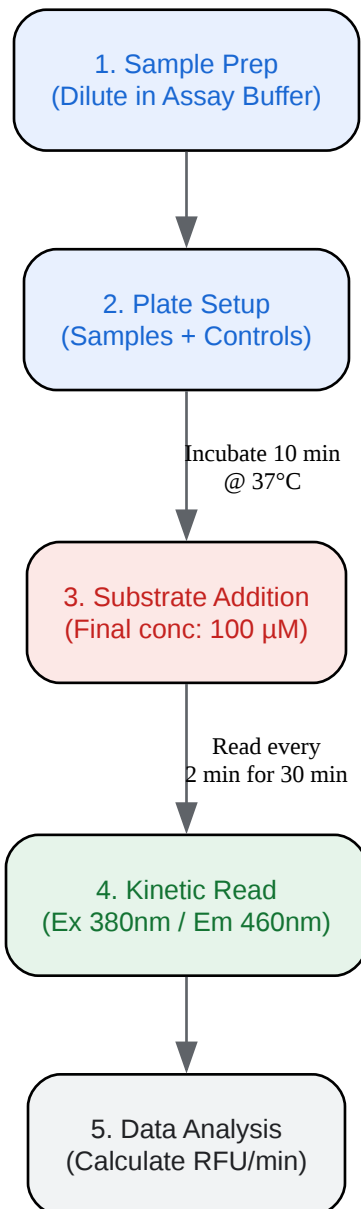 1. Sample Prep
(Dilute in Assay Buffer)
2. Plate Setup
(Samples + Controls)
Incubate 10 min
@ 37°C
3. Substrate Addition
(Final conc: 100 µM)
Read every
2 min for 30 min
4. Kinetic Read
(Ex 380nm / Em 460nm)
5. Data Analysis
(Calculate RFU/min)